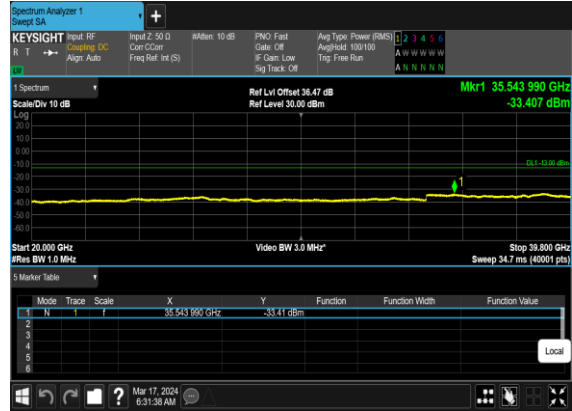 Spectrum Analyzer 1
Swept SA
+
KEYSIGHT Input: RF Input Z: 50 Ω #Atten: 10 dB PNO: Fast Avg Type: Power (RMS) 1 2 3 4 5 6
R T Coupling: DC Corr CCorr Gate: Off Avg|Hold: 100/100 A W W W W W
Align: Auto Freq Ref: Int (S) IF Gain: Low Trig: Free Run
LW Sig Track: Off A N N N N N
1 Spectrum Ref Lvl Offset 36.47 dB Mkr1 35.543 990 GHz
Scale/Div 10 dB Ref Level 30.00 dBm -33.407 dBm
Log
20.0
10.0
0.00
-10.0
DL1 -13.00 dBm
-20.0
1
-30.0
-40.0
-50.0
-60.0
Start 20.000 GHz Video BW 3.0 MHz* Stop 39.800 GHz
#Res BW 1.0 MHz Sweep 34.7 ms (40001 pts)
5 Marker Table
Mode Trace Scale X Y Function Function Width Function Value
1 N 1 f 35.543 990 GHz -33.41 dBm
2
3
4
5
6
Local
? Mar 17, 2024
6:31:38 AM